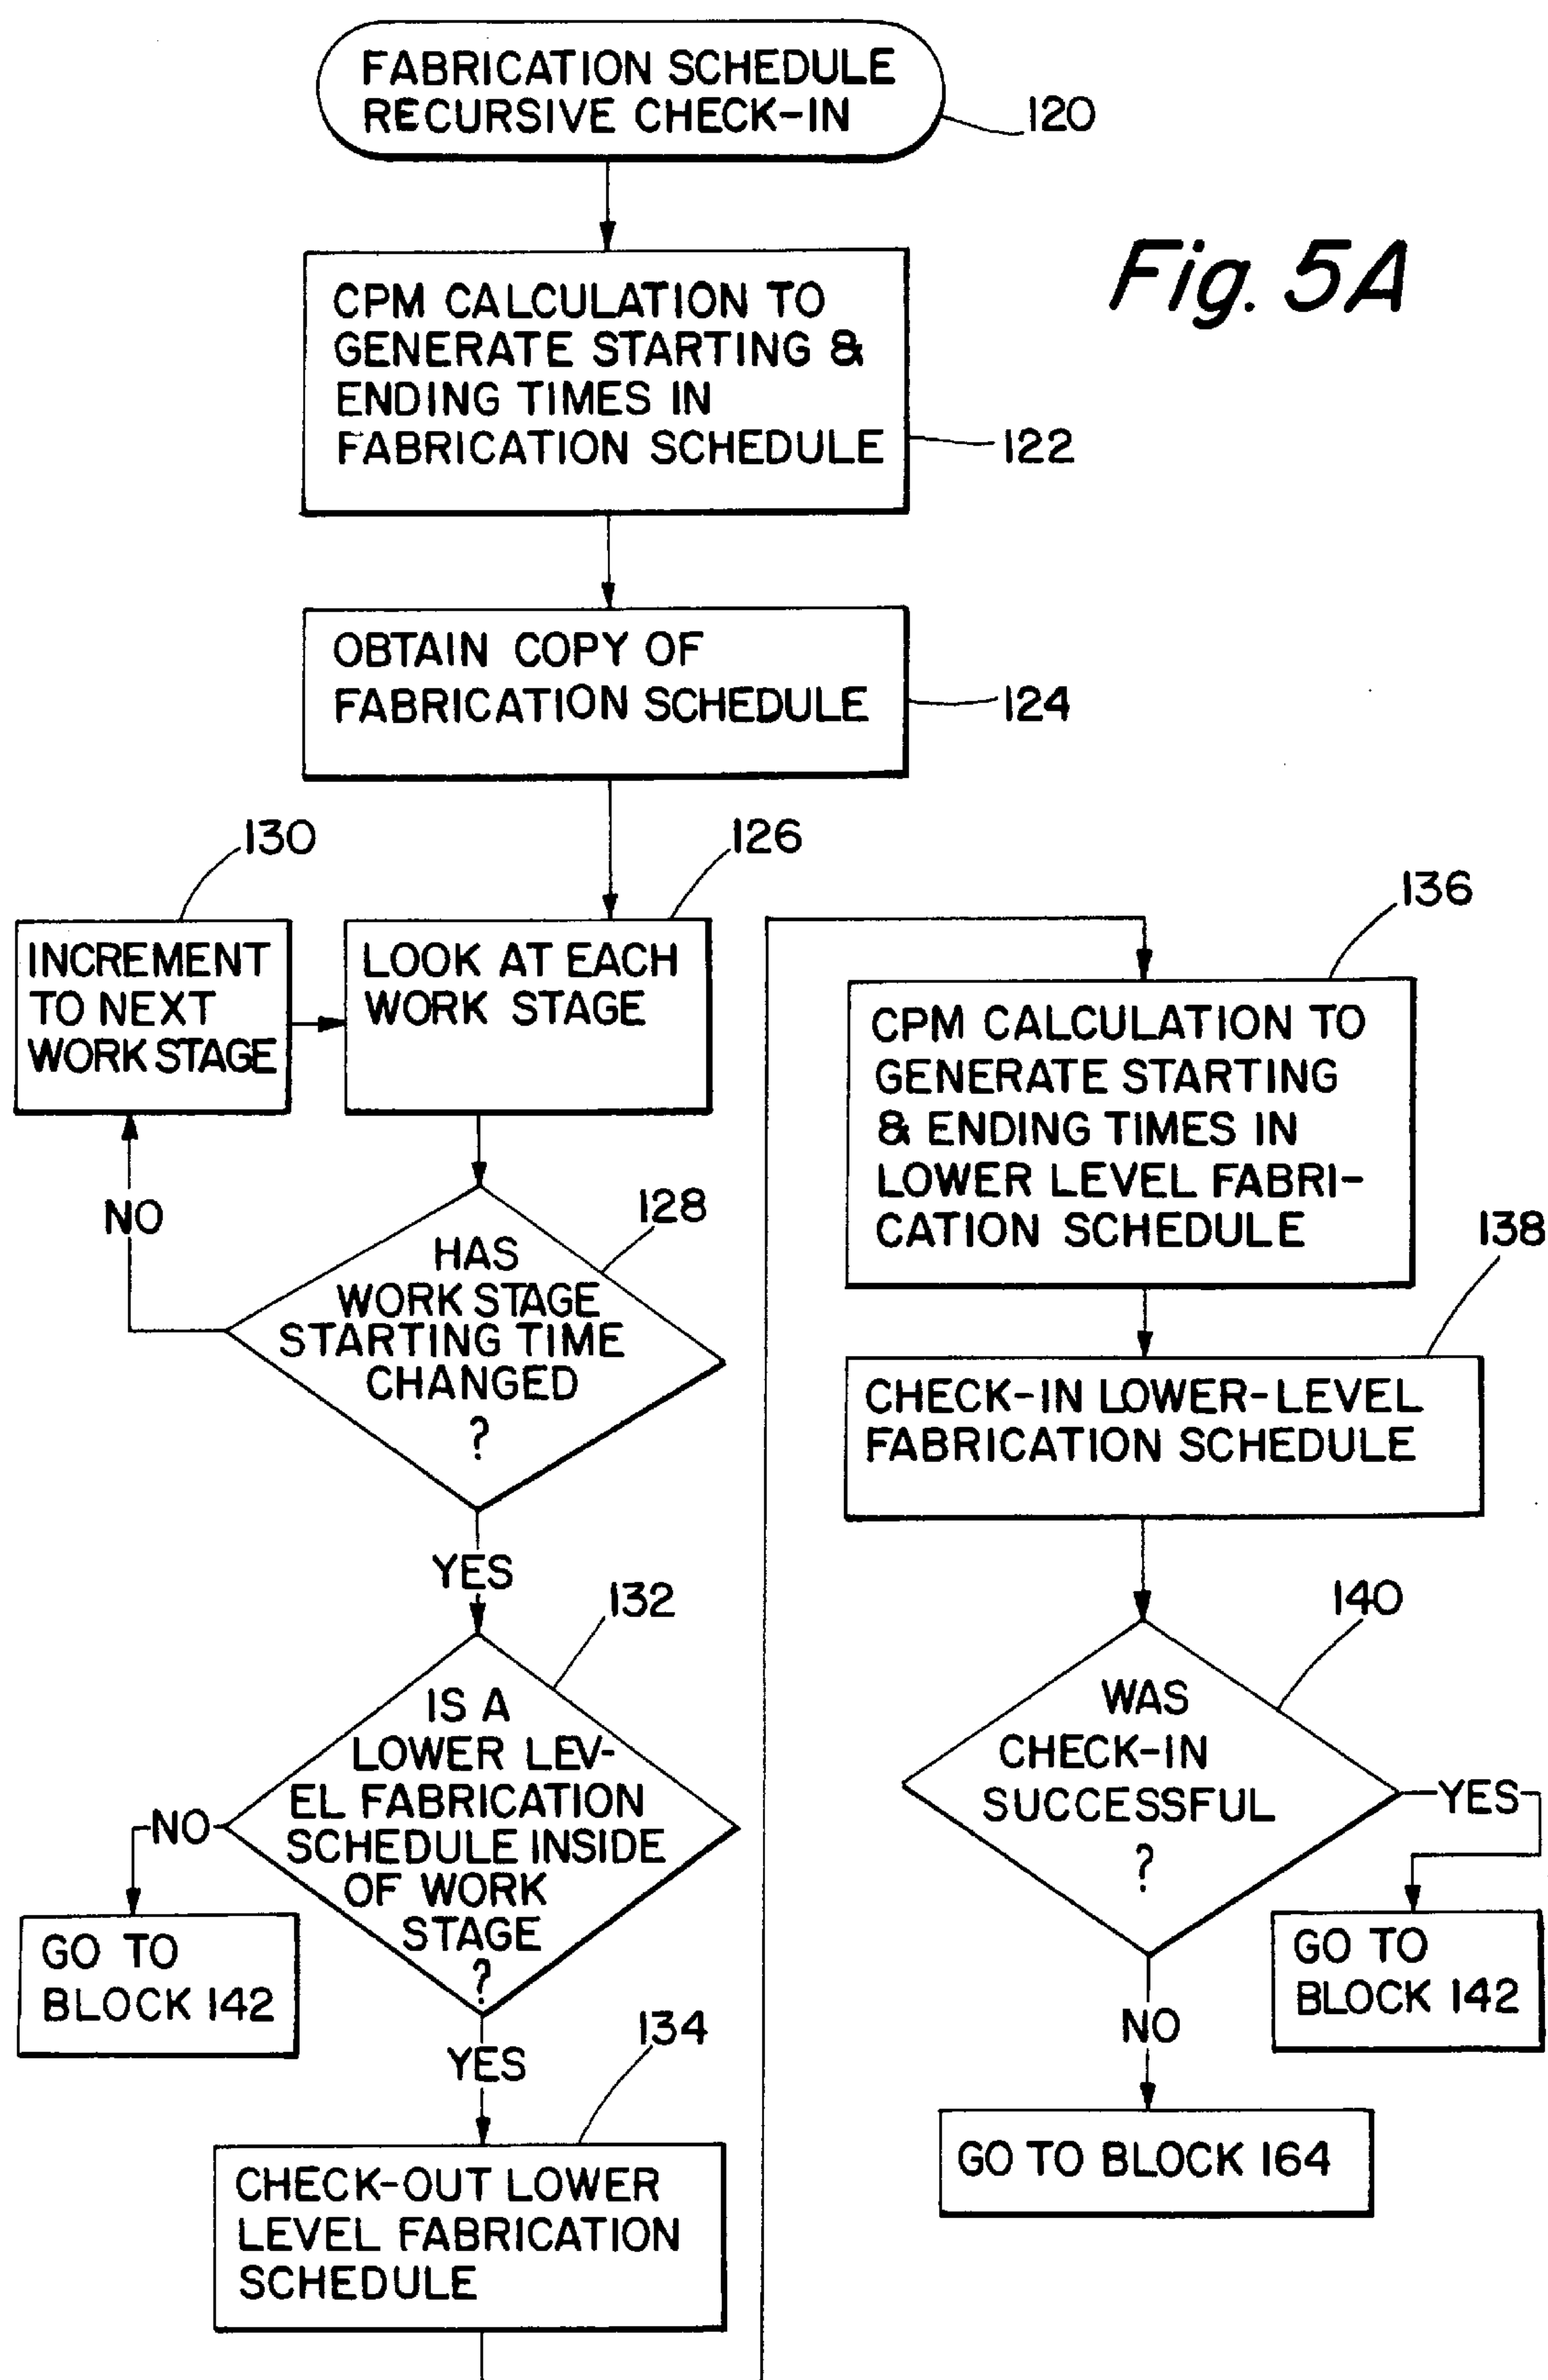 FABRICATION SCHEDULE
RECURSIVE CHECK-IN
120
Fig. 5A
CPM CALCULATION TO
GENERATE STARTING &
ENDING TIMES IN
FABRICATION SCHEDULE
122
OBTAIN COPY OF
FABRICATION SCHEDULE
124
130
126
INCREMENT
TO NEXT
WORK STAGE
LOOK AT EACH
WORK STAGE
NO
128
HAS
WORK STAGE
STARTING TIME
CHANGED
?
YES
132
IS A
LOWER LEV-
EL FABRICATION
SCHEDULE INSIDE
OF WORK
STAGE
?
NO
GO TO
BLOCK 142
YES
134
CHECK-OUT LOWER
LEVEL FABRICATION
SCHEDULE
136
CPM CALCULATION TO
GENERATE STARTING
& ENDING TIMES IN
LOWER LEVEL FABRI-
CATION SCHEDULE
138
CHECK-IN LOWER-LEVEL
FABRICATION SCHEDULE
140
WAS
CHECK-IN
SUCCESSFUL
?
YES
GO TO
BLOCK 142
NO
GO TO BLOCK 164